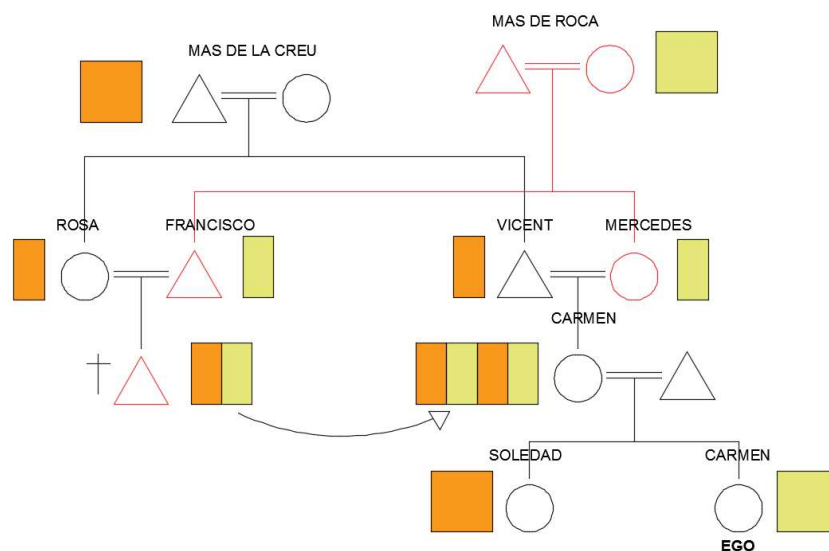 MAS DE ROCA
MAS DE LA CREU
ROSA
FRANCISCO
VICENT
MERCEDES
CARMEN
SOLEDAD
CARMEN
EGO